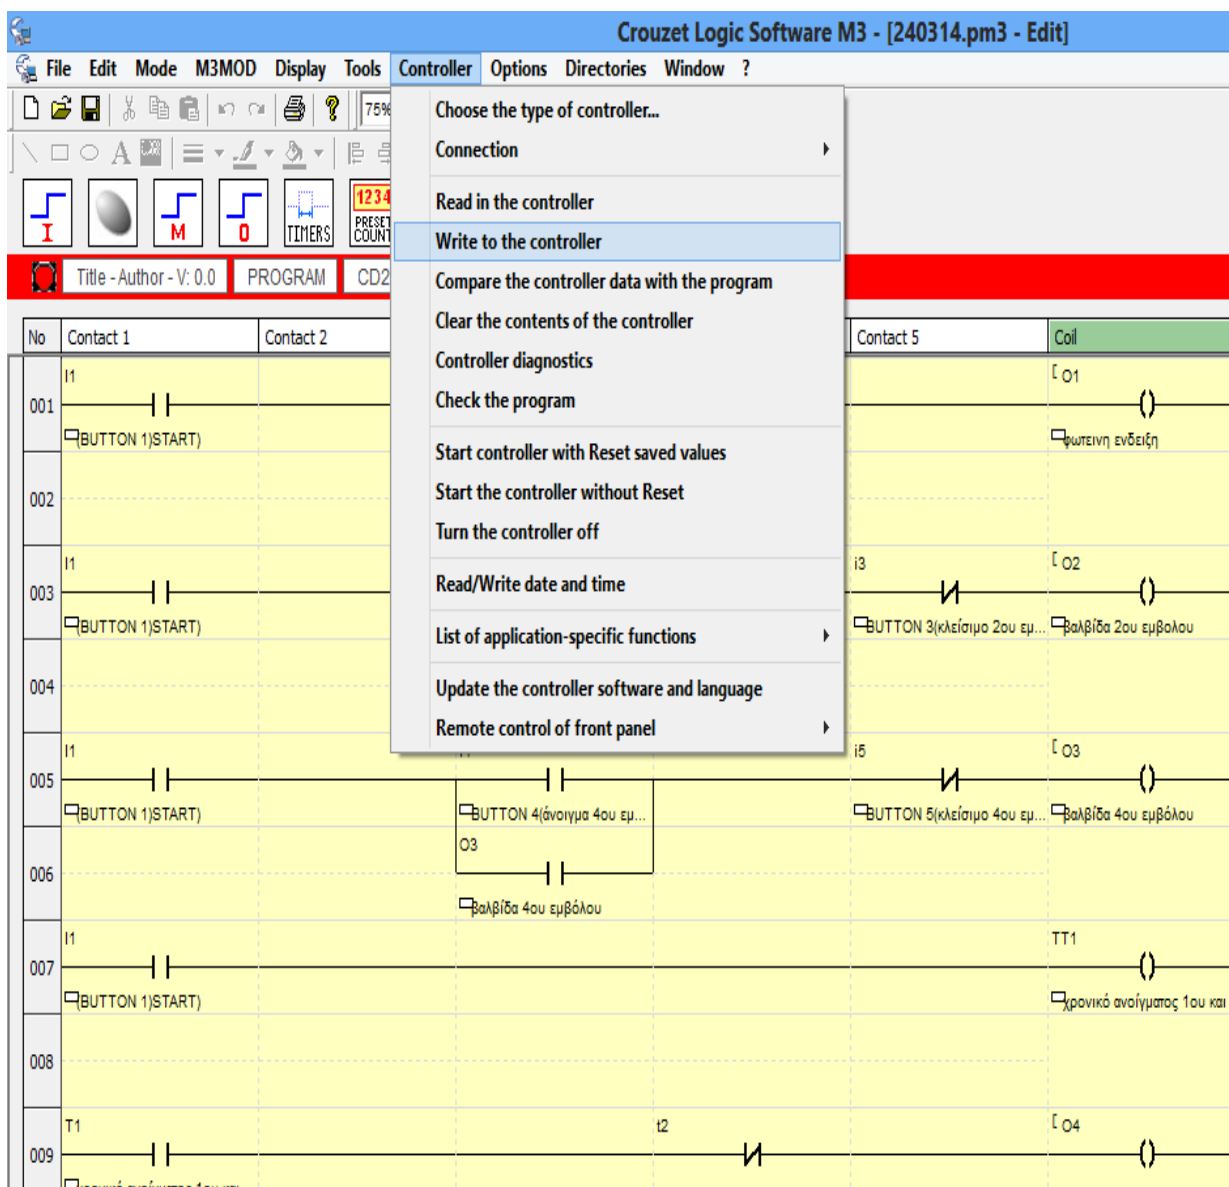 Crouzet Logic Software M3 - [240314.pm3 - Edit]
File Edit Mode M3MOD Display Tools Controller Options Directories Window ?
75%
Choose the type of controller...
Connection
Read in the controller
Write to the controller
Compare the controller data with the program
Clear the contents of the controller
Controller diagnostics
Check the program
Start controller with Reset saved values
Start the controller without Reset
Turn the controller off
Read/Write date and time
List of application-specific functions
Update the controller software and language
Remote control of front panel
I M O TIMERS 1234 PRESET COUNT
Title - Author - V: 0.0 PROGRAM CD2
No Contact 1 Contact 2 Contact 5 Coil
I1 [ O1
001
(BUTTON 1)START) φωτεινη ενδειξη
002
I1 i3 [ O2
003
(BUTTON 1)START) BUTTON 3(κλείσιμο 2ου εμ... βαλβίδα 2ου εμβολου
004
I1 i5 [ O3
005
(BUTTON 1)START) BUTTON 4(άνοιγμα 4ου εμ... BUTTON 5(κλείσιμο 4ου εμ... βαλβίδα 4ου εμβόλου
O3
006
βαλβίδα 4ου εμβόλου
I1 TT1
007
(BUTTON 1)START) χρονικό ανοίγματος 1ου και
008
T1 t2 [ O4
009